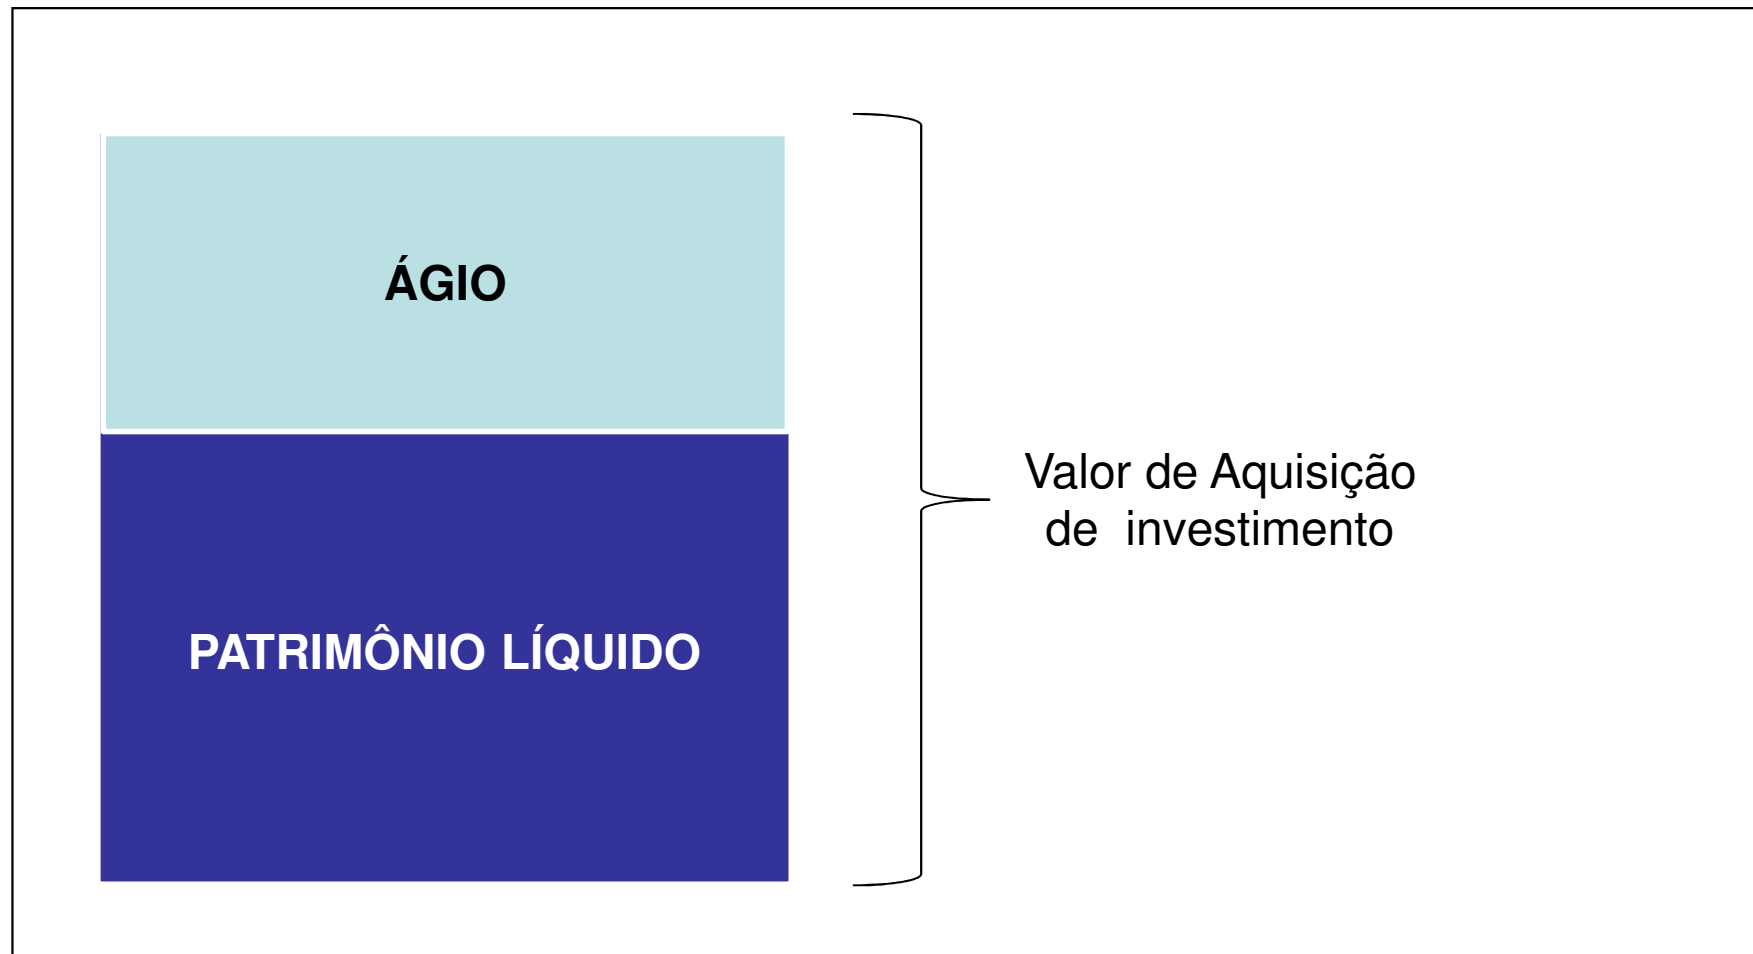 ÁGIO
PATRIMÔNIO LÍQUIDO
Valor de Aquisição
de investimento